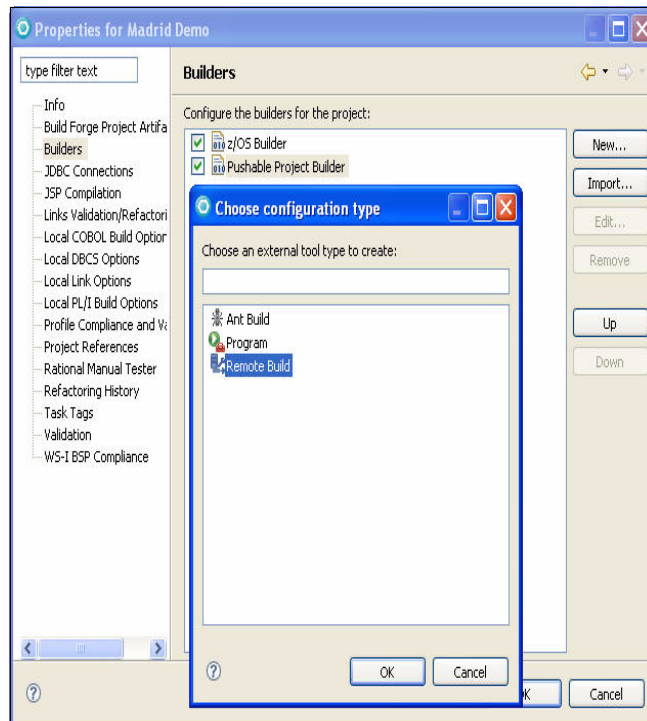 Properties for Madrid Demo
type filter text
Info
Build Forge Project Artifa
Builders
JDBC Connections
JSP Compilation
Links Validation/Refactori
Local COBOL Build Option
Local DBCS Options
Local Link Options
Local PL/I Build Options
Profile Compliance and Va
Project References
Rational Manual Tester
Refactoring History
Task Tags
Validation
WS-I BSP Compliance
Builders
Configure the builders for the project:
z/OS Builder
Pushable Project Builder
New...
Import...
Edit...
Remove
Up
Down
Choose configuration type
Choose an external tool type to create:
Ant Build
Program
Remote Build
OK
Cancel
K
Cancel